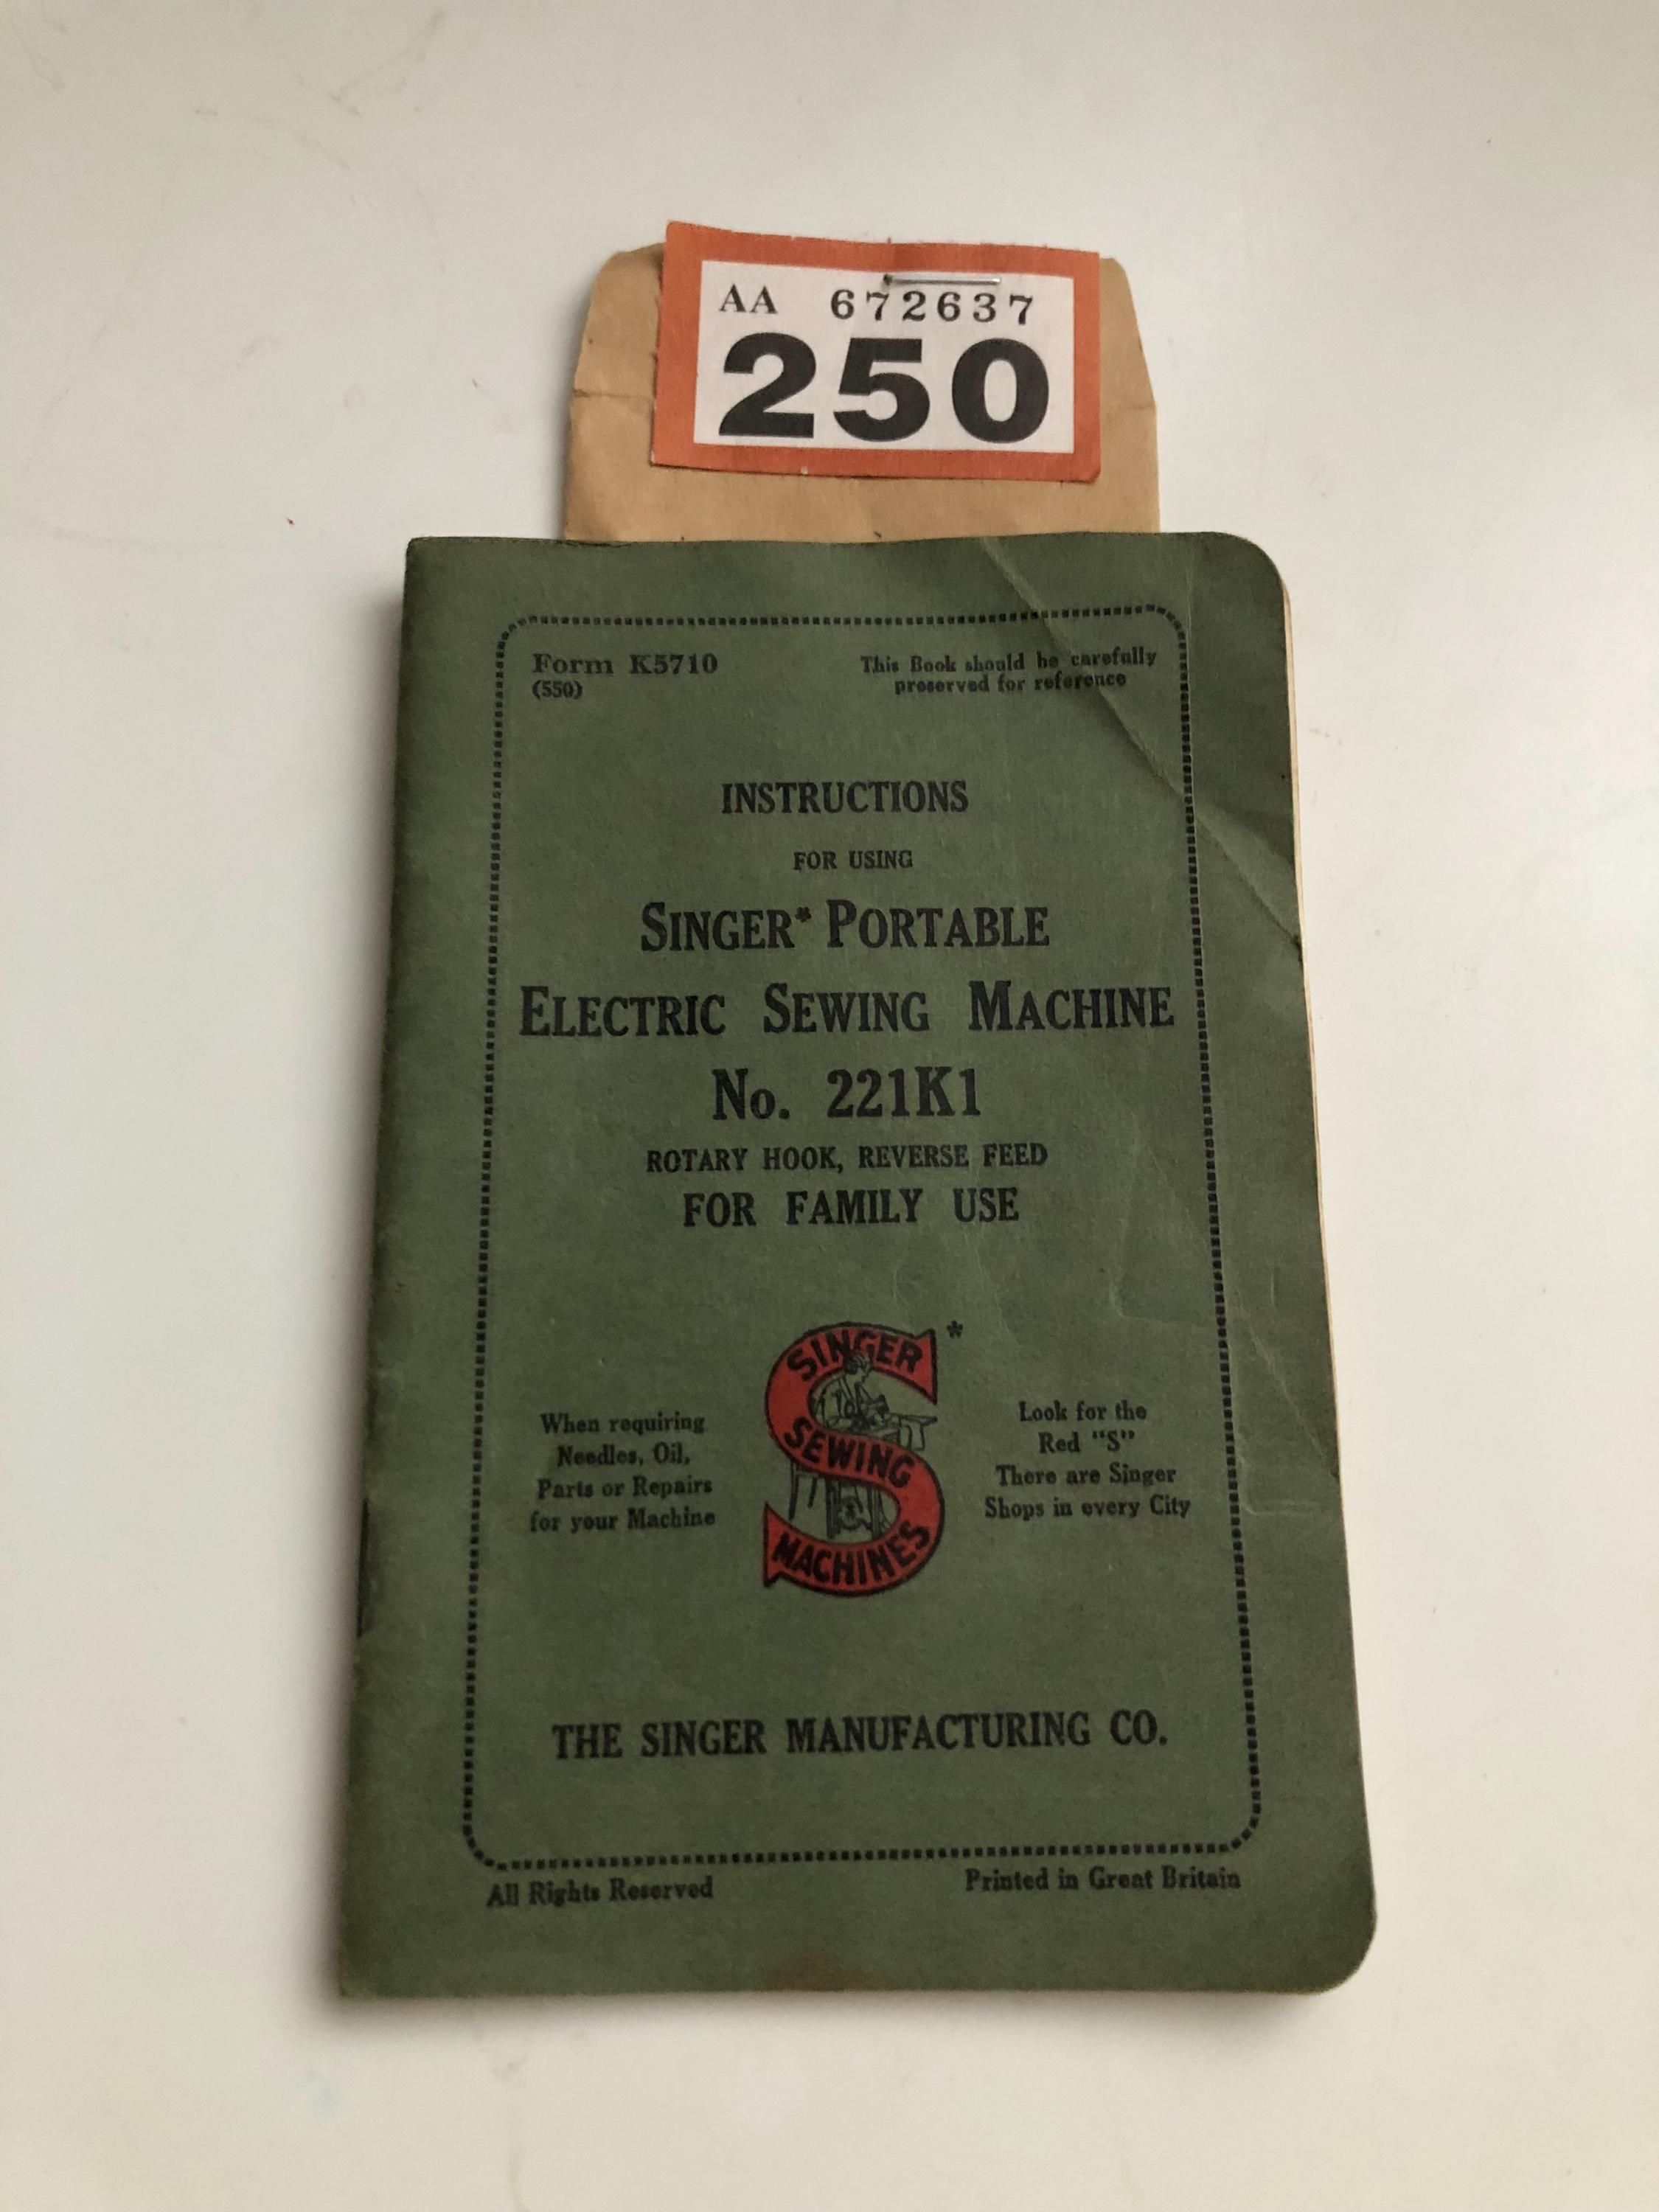 AA 672637
250
Form K5710
(550)
This Book should be carefully
preserved for reference
INSTRUCTIONS
FOR USING
SINGER* PORTABLE
ELECTRIC SEWING MACHINE
No. 221K1
ROTARY HOOK, REVERSE FEED
FOR FAMILY USE
SINGER *
SEWING
MACHINES
When requiring
Needles, Oil,
Parts or Repairs
for your Machine
Look for the
Red "S"
There are Singer
Shops in every City
THE SINGER MANUFACTURING CO.
All Rights Reserved
Printed in Great Britain